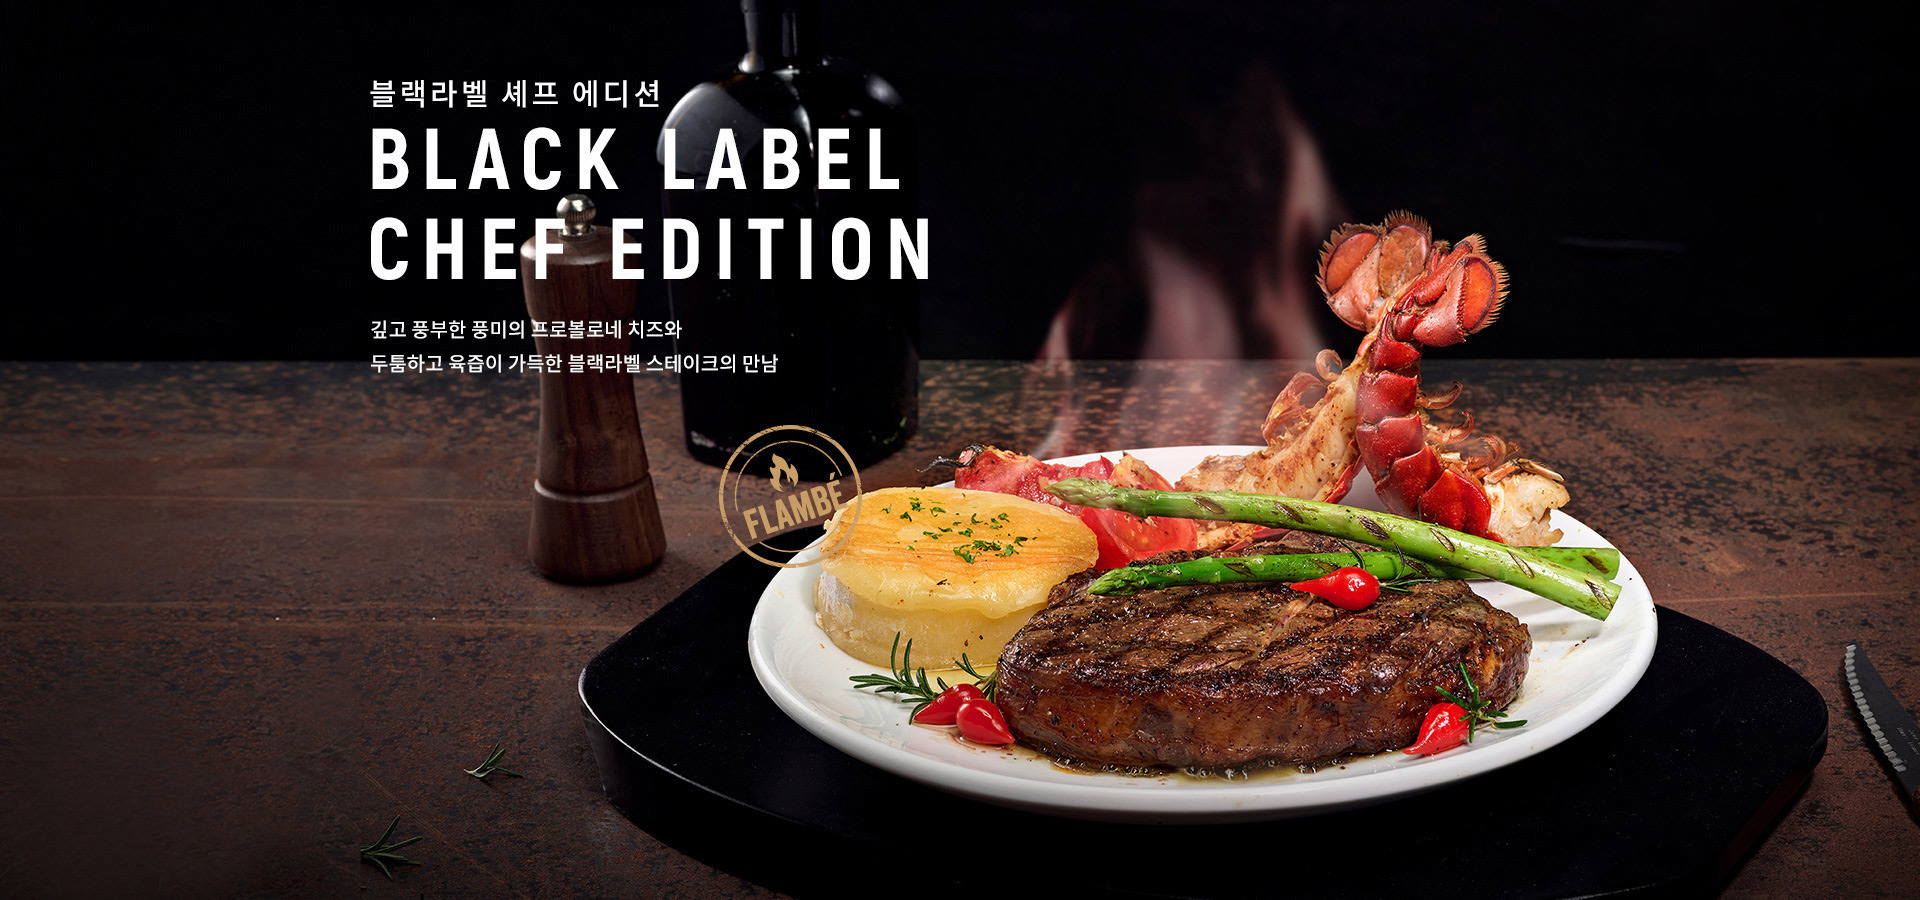 블랙라벨 셰프 에디션
BLACK LABEL
CHEF EDITION
깊고 풍부한 풍미의 프로볼로네 치즈와
두툼하고 육즙이 가득한 블랙라벨 스테이크의 만남
FLAMBÉ